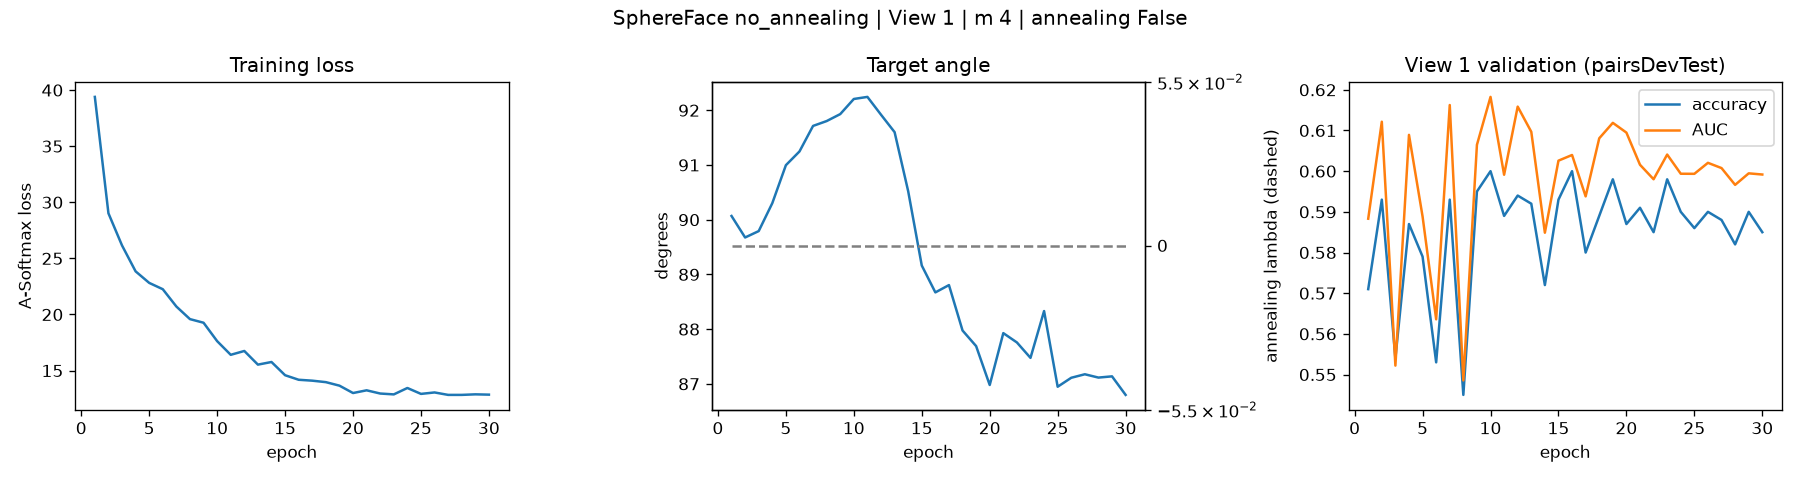 SphereFace no_annealing | View 1 | m 4 | annealing False
Training loss
A-Softmax loss
40
35
30
25
20
15
0 5 10 15 20 25 30
epoch
Target angle
degrees
92
91
90
89
88
87
0 5 10 15 20 25 30
epoch
5.5 × 10⁻²
0
−5.5 × 10⁻²
annealing lambda (dashed)
View 1 validation (pairsDevTest)
accuracy
AUC
0.62
0.61
0.60
0.59
0.58
0.57
0.56
0.55
0 5 10 15 20 25 30
epoch